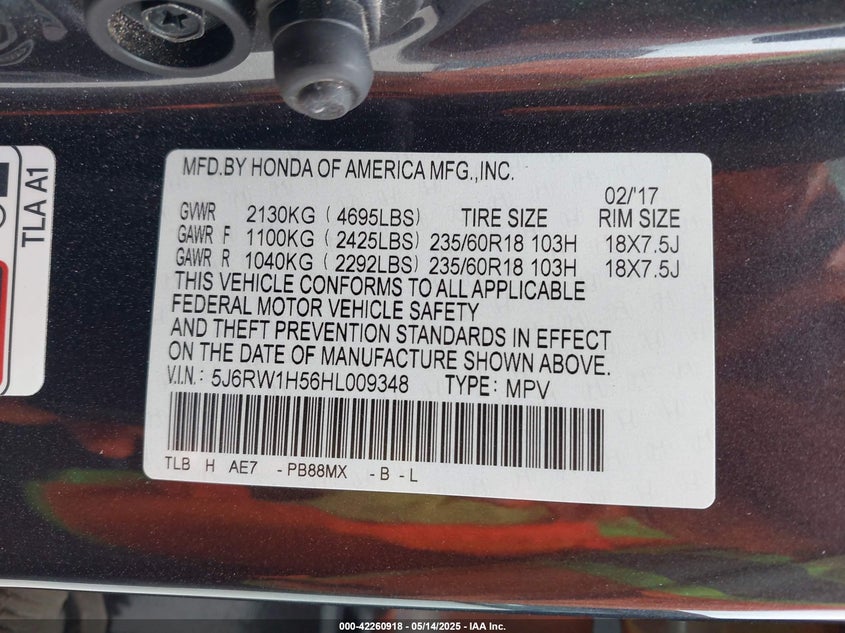 TLA A1
MFD.BY HONDA OF AMERICA MFG.,INC.
02/'17
GVWR 2130KG ( 4695LBS) TIRE SIZE RIM SIZE
GAWR F 1100KG ( 2425LBS) 235/60R18 103H 18X7.5J
GAWR R 1040KG ( 2292LBS) 235/60R18 103H 18X7.5J
THIS VEHICLE CONFORMS TO ALL APPLICABLE
FEDERAL MOTOR VEHICLE SAFETY
AND THEFT PREVENTION STANDARDS IN EFFECT
ON THE DATE OF MANUFACTURE SHOWN ABOVE.
V.I.N.: 5J6RW1H56HL009348 TYPE: MPV
TLB H AE7 - PB88MX - B - L
000-42260918 - 05/14/2025 - IAA Inc.